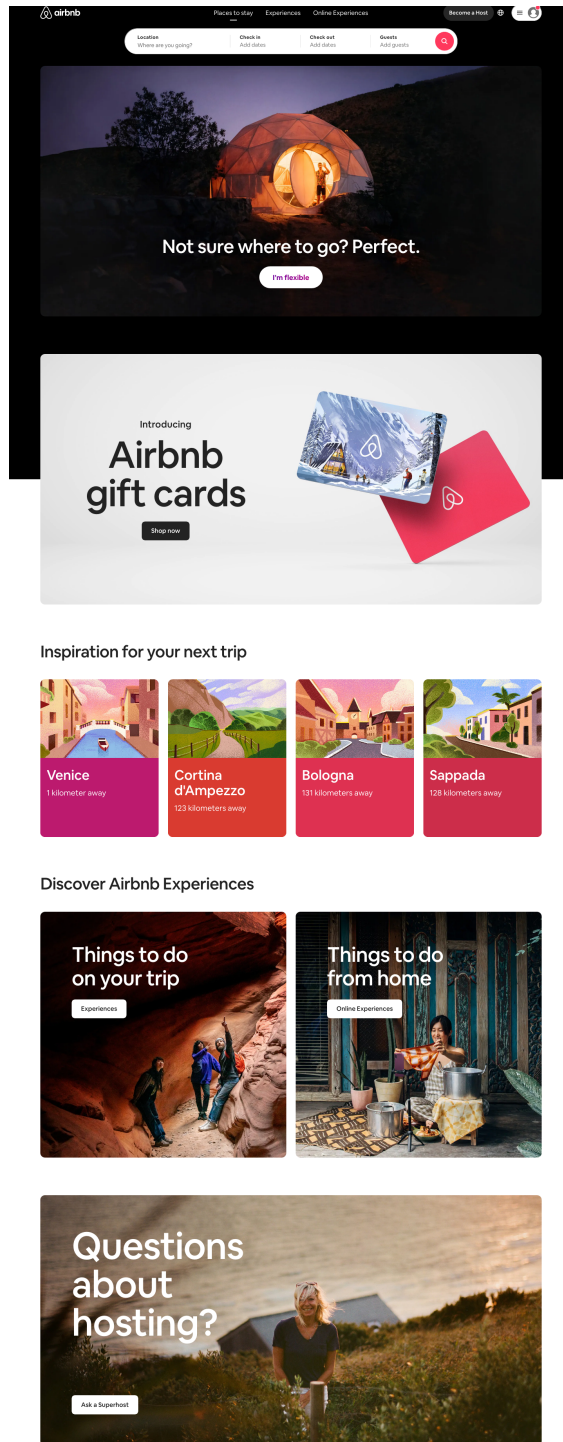 airbnb
Places to stay Experiences Online Experiences
Become a Host
Location Check in Check out Guests
Where are you going? Add dates Add dates Add guests
Not sure where to go? Perfect.
I'm flexible
Introducing
Airbnb
gift cards
Shop now
Inspiration for your next trip
Venice
1 kilometer away
Cortina
d'Ampezzo
123 kilometers away
Bologna
131 kilometers away
Sappada
128 kilometers away
Discover Airbnb Experiences
Things to do
on your trip
Experiences
Things to do
from home
Online Experiences
Questions
about
hosting?
Ask a Superhost